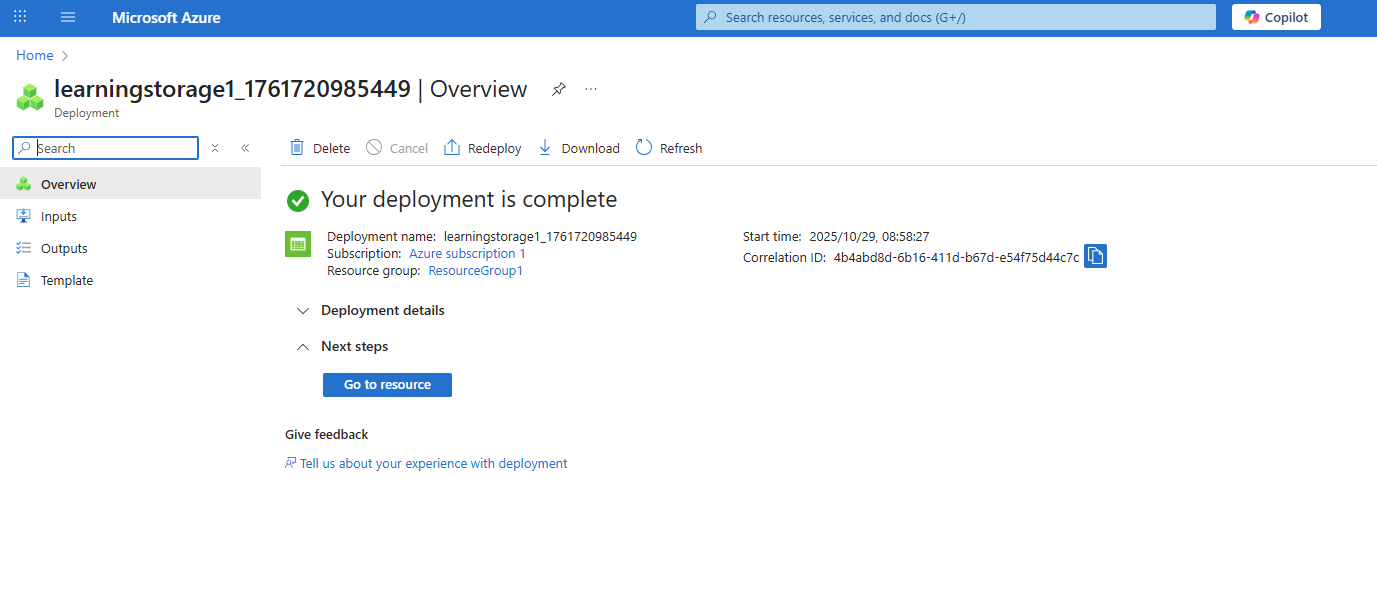 Microsoft Azure
Search resources, services, and docs (G+/)
Copilot
Home
learningstorage1_1761720985449 | Overview
Deployment
Search
Delete
Cancel
Redeploy
Download
Refresh
Overview
Inputs
Outputs
Template
Your deployment is complete
Deployment name: learningstorage1_1761720985449
Subscription: Azure subscription 1
Resource group: ResourceGroup1
Start time: 2025/10/29, 08:58:27
Correlation ID: 4b4abd8d-6b16-411d-b67d-e54f75d44c7c
Deployment details
Next steps
Go to resource
Give feedback
Tell us about your experience with deployment